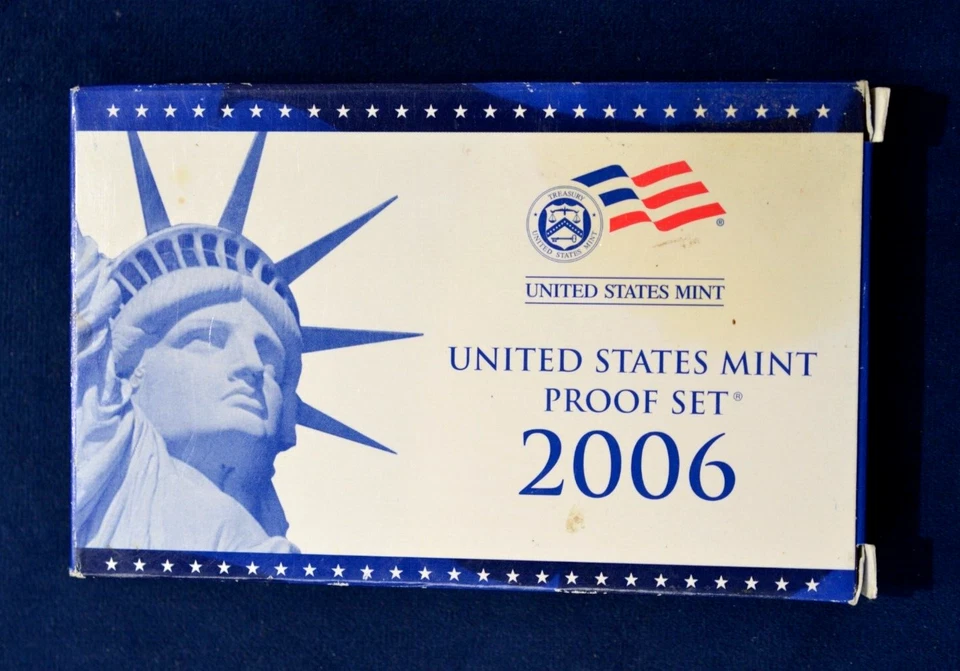 TREASURY
UNITED STATES MINT
®
UNITED STATES MINT
UNITED STATES MINT
PROOF SET®
2006